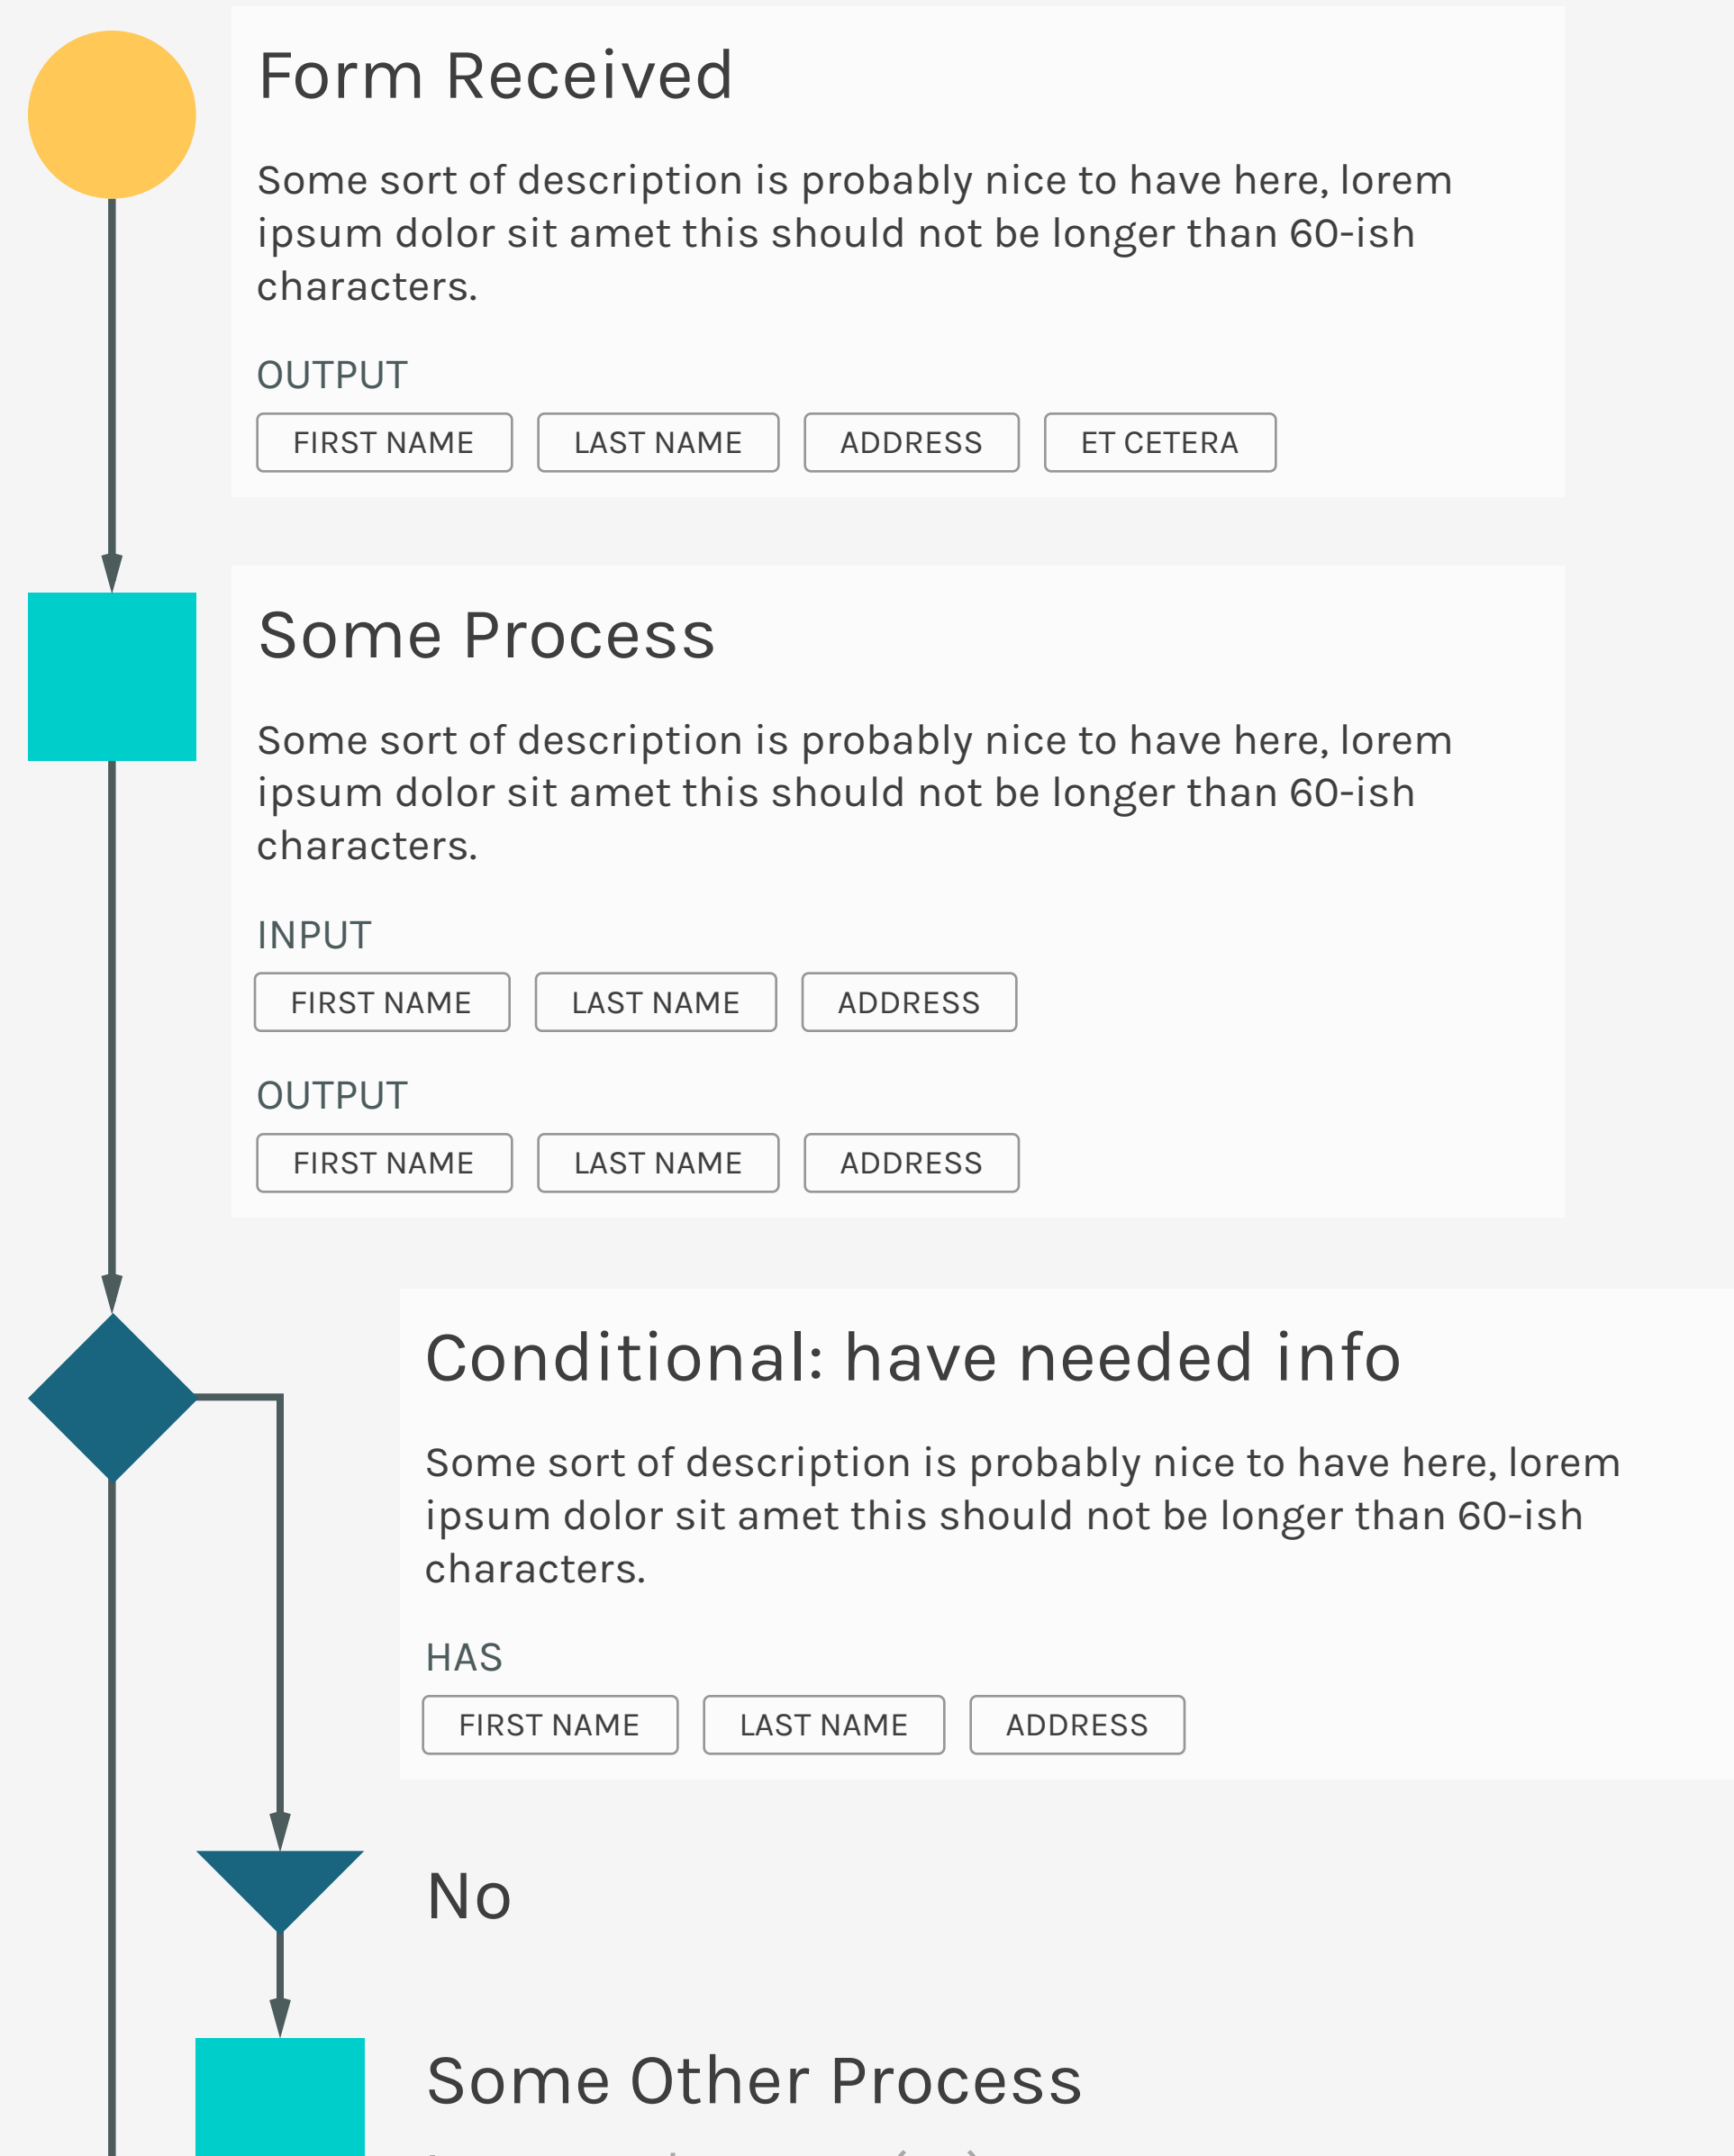 Form Received
Some sort of description is probably nice to have here, lorem
ipsum dolor sit amet this should not be longer than 60-ish
characters.
OUTPUT
FIRST NAME LAST NAME ADDRESS ET CETERA
Some Process
Some sort of description is probably nice to have here, lorem
ipsum dolor sit amet this should not be longer than 60-ish
characters.
INPUT
FIRST NAME LAST NAME ADDRESS
OUTPUT
FIRST NAME LAST NAME ADDRESS
Conditional: have needed info
Some sort of description is probably nice to have here, lorem
ipsum dolor sit amet this should not be longer than 60-ish
characters.
HAS
FIRST NAME LAST NAME ADDRESS
No
Some Other Process